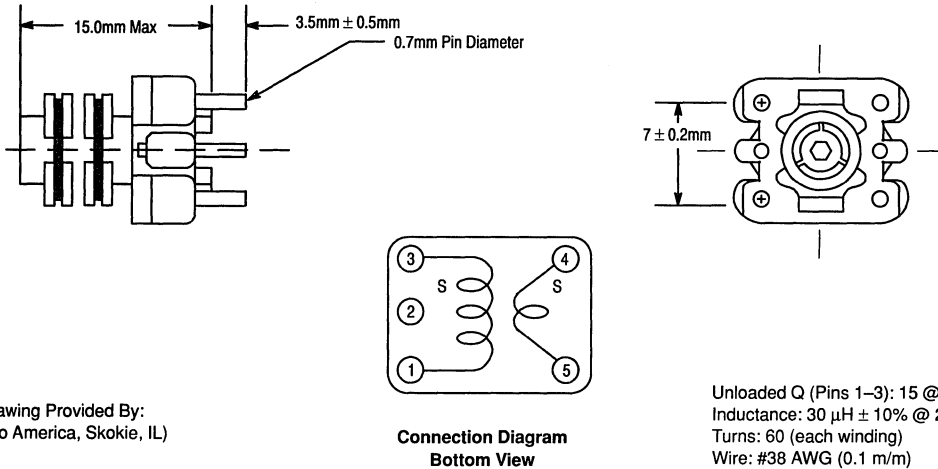 15.0mm Max
3.5mm ± 0.5mm
0.7mm Pin Diameter
7 ± 0.2mm
3
S
2
1
4
S
5
Provided By:
America, Skokie, IL)
Connection Diagram
Bottom View
Unloaded Q (Pins 1–3): 15 @
Inductance: 30 μH ± 10% @
Turns: 60 (each winding)
Wire: #38 AWG (0.1 m/m)